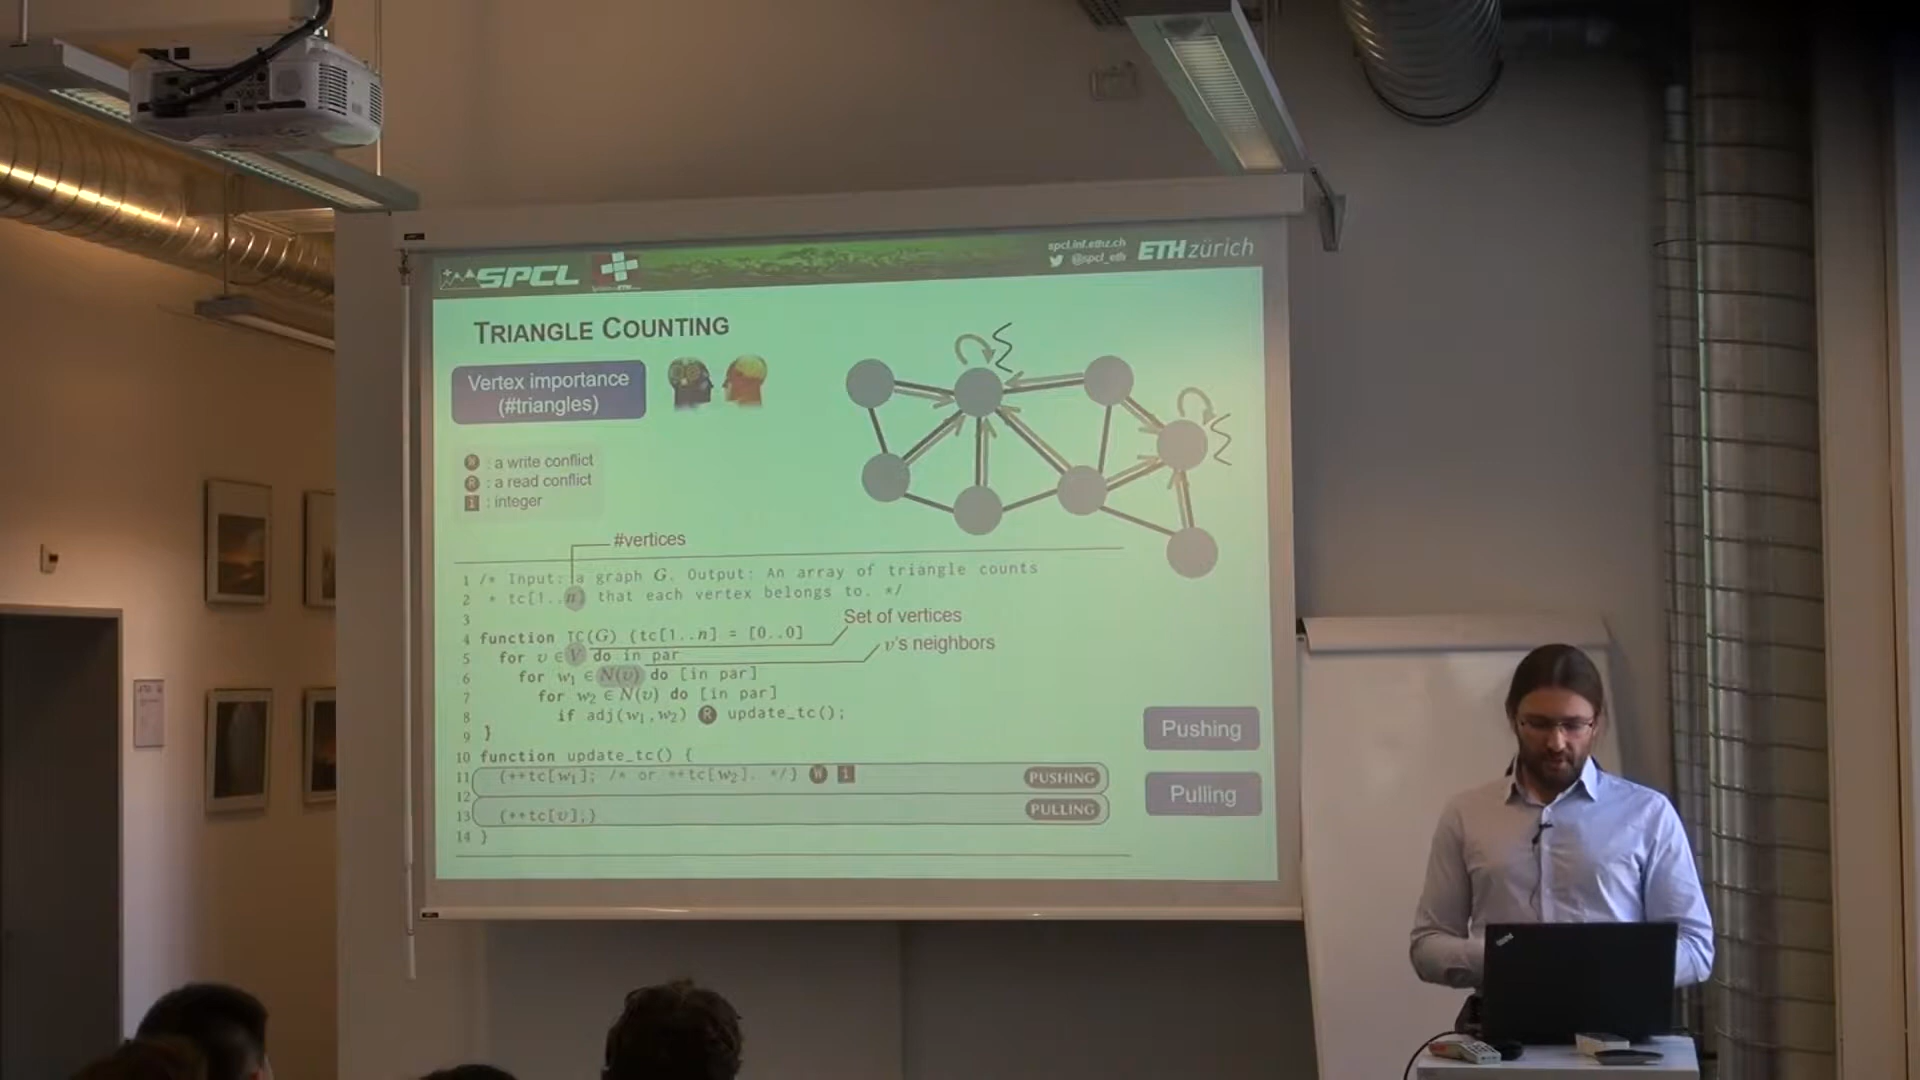 SPCL
spcl.inf.ethz.ch
@spcl_eth
ETH zürich
TRIANGLE COUNTING
Vertex importance
(#triangles)
W : a write conflict
R : a read conflict
i : integer
#vertices
1 /* Input: a graph G. Output: An array of triangle counts
2 * tc[1..n] that each vertex belongs to. */
3
4 function TC(G) {tc[1..n] = [0..0]
Set of vertices
5 for v ∈ V do in par
v's neighbors
6 for w₁ ∈ N(v) do [in par]
7 for w₂ ∈ N(v) do [in par]
8 if adj(w₁,w₂) R update_tc();
9 }
10 function update_tc() {
11 {++tc[w₁]; /* or ++tc[w₂]. */} W i
PUSHING
12
13 {++tc[v];}
PULLING
14 }
Pushing
Pulling